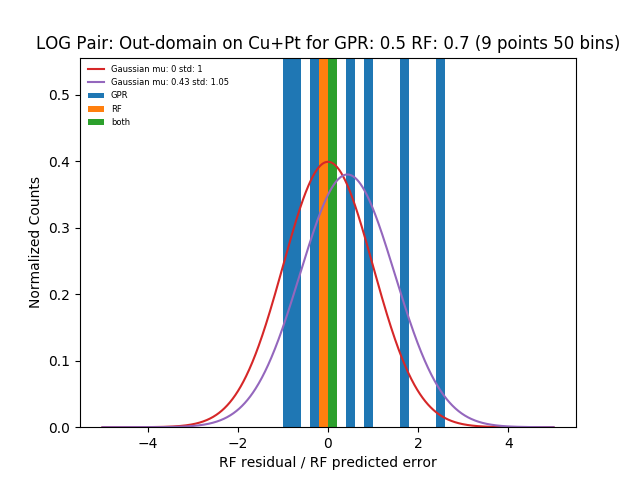 LOG Pair: Out-domain on Cu+Pt for GPR: 0.5 RF: 0.7 (9 points 50 bins)
Gaussian mu: 0 std: 1
Gaussian mu: 0.43 std: 1.05
GPR
RF
both
Normalized Counts
0.5
0.4
0.3
0.2
0.1
0.0
−4 −2 0 2 4
RF residual / RF predicted error